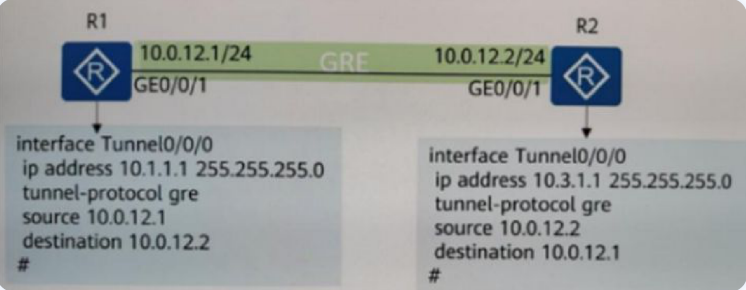 R1
R2
10.0.12.1/24
GRE
10.0.12.2/24
R
R
GE0/0/1
GE0/0/1
interface Tunnel0/0/0
ip address 10.1.1.1 255.255.255.0
tunnel-protocol gre
source 10.0.12.1
destination 10.0.12.2
#
interface Tunnel0/0/0
ip address 10.3.1.1 255.255.255.0
tunnel-protocol gre
source 10.0.12.2
destination 10.0.12.1
#